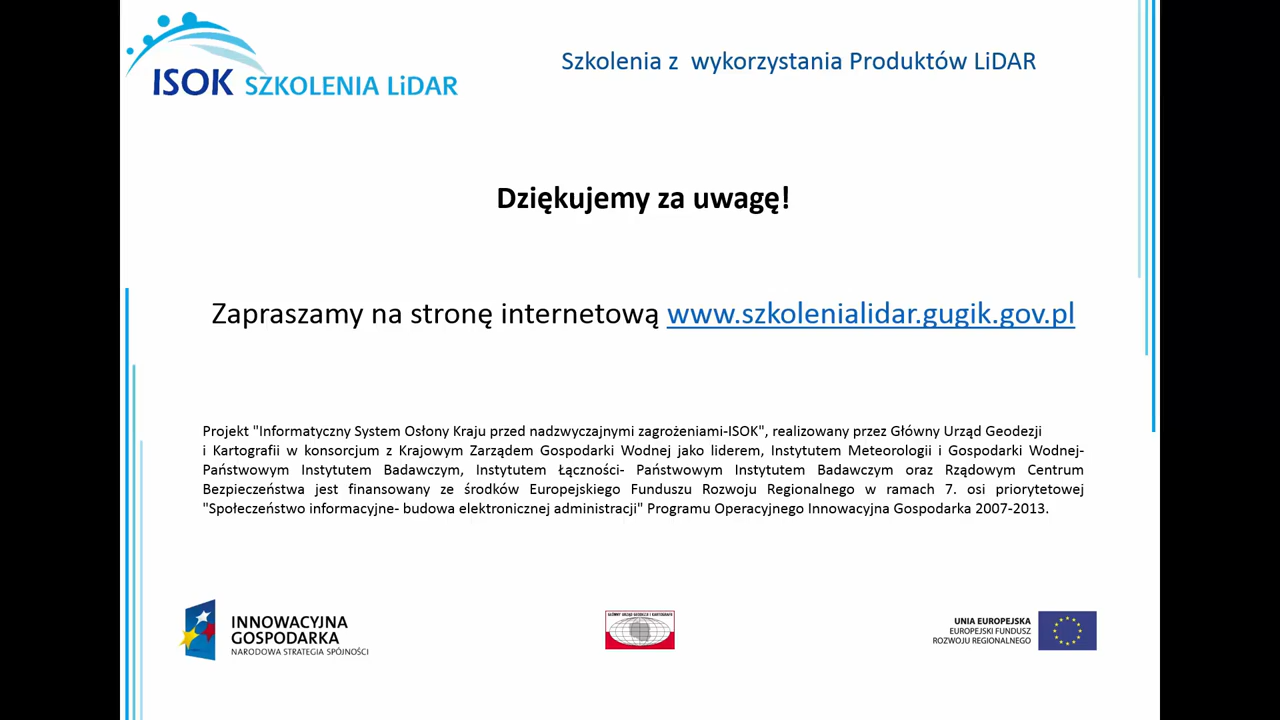 ISOK SZKOLENIA LiDAR
Szkolenia z wykorzystania Produktów LiDAR
Dziękujemy za uwagę!
Zapraszamy na stronę internetową www.szkolenialidar.gugik.gov.pl
Projekt "Informatyczny System Osłony Kraju przed nadzwyczajnymi zagrożeniami-ISOK", realizowany przez Główny Urząd Geodezji
i Kartografii w konsorcjum z Krajowym Zarządem Gospodarki Wodnej jako liderem, Instytutem Meteorologii i Gospodarki Wodnej-
Państwowym Instytutem Badawczym, Instytutem Łączności- Państwowym Instytutem Badawczym oraz Rządowym Centrum
Bezpieczeństwa jest finansowany ze środków Europejskiego Funduszu Rozwoju Regionalnego w ramach 7. osi priorytetowej
"Społeczeństwo informacyjne- budowa elektronicznej administracji" Programu Operacyjnego Innowacyjna Gospodarka 2007-2013.
INNOWACYJNA
GOSPODARKA
NARODOWA STRATEGIA SPÓJNOŚCI
GŁÓWNY URZĄD GEODEZJI I KARTOGRAFII
UNIA EUROPEJSKA
EUROPEJSKI FUNDUSZ
ROZWOJU REGIONALNEGO